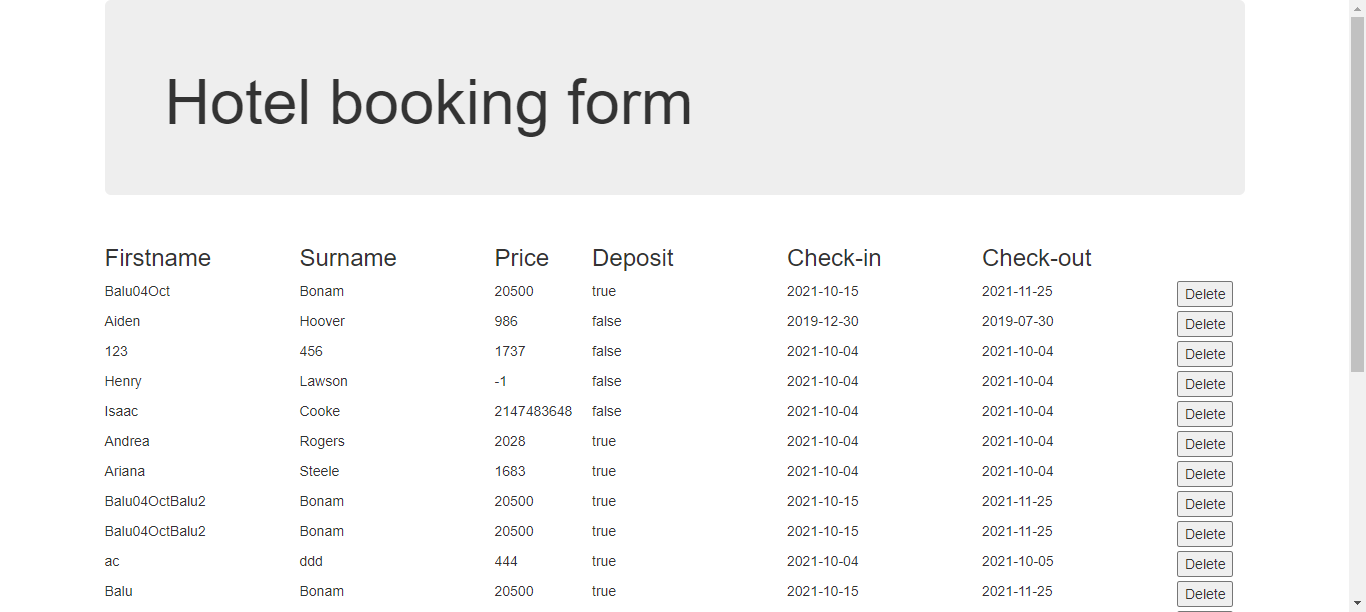 Hotel booking form
Firstname Surname Price Deposit Check-in Check-out
Balu04Oct Bonam 20500 true 2021-10-15 2021-11-25 Delete
Aiden Hoover 986 false 2019-12-30 2019-07-30 Delete
123 456 1737 false 2021-10-04 2021-10-04 Delete
Henry Lawson -1 false 2021-10-04 2021-10-04 Delete
Isaac Cooke 2147483648 false 2021-10-04 2021-10-04 Delete
Andrea Rogers 2028 true 2021-10-04 2021-10-04 Delete
Ariana Steele 1683 true 2021-10-04 2021-10-04 Delete
Balu04OctBalu2 Bonam 20500 true 2021-10-15 2021-11-25 Delete
Balu04OctBalu2 Bonam 20500 true 2021-10-15 2021-11-25 Delete
ac ddd 444 true 2021-10-04 2021-10-05 Delete
Balu Bonam 20500 true 2021-10-15 2021-11-25 Delete